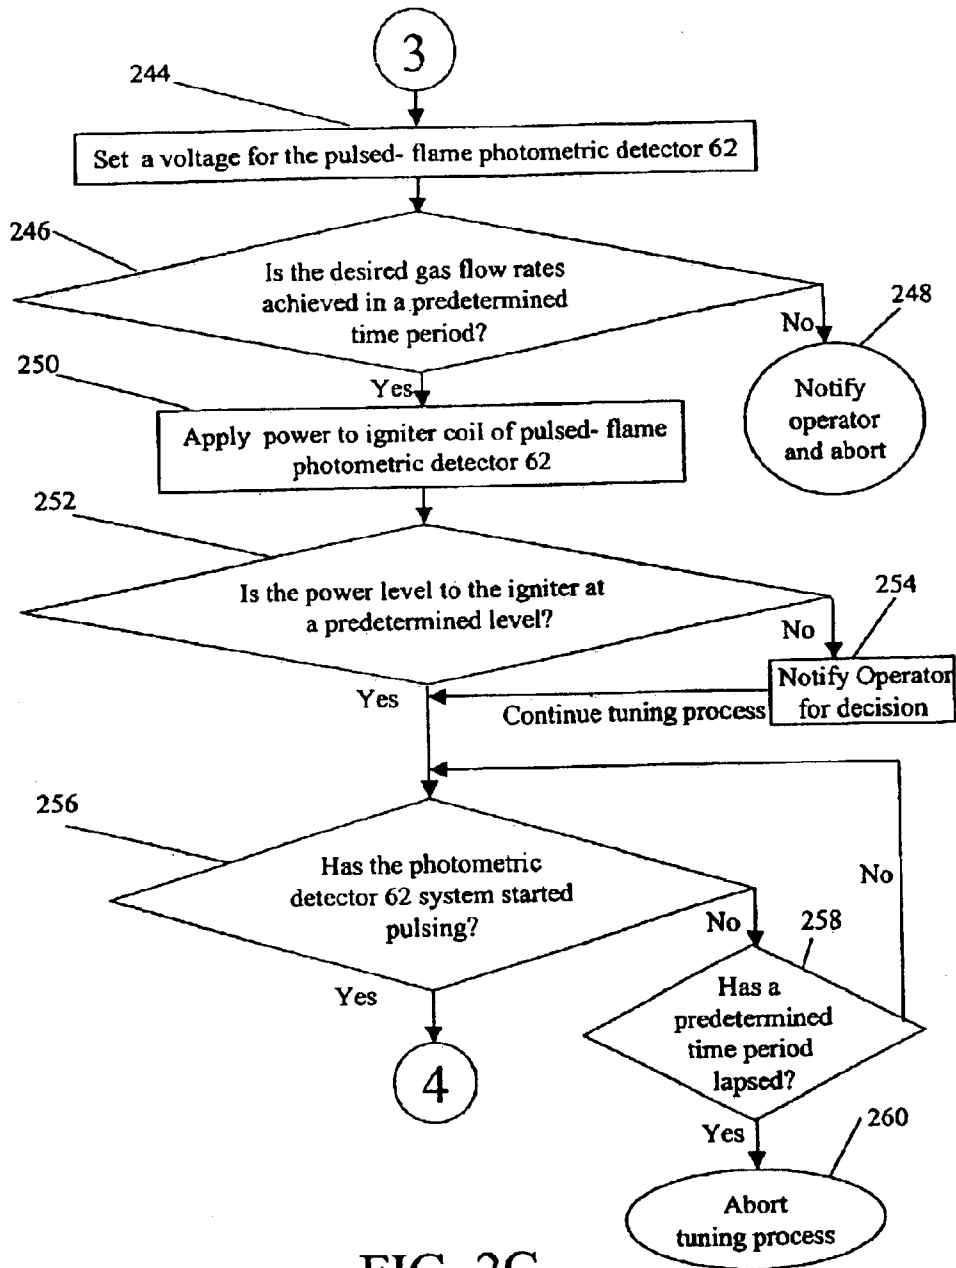 3
244
Set a voltage for the pulsed- flame photometric detector 62
246
Is the desired gas flow rates
achieved in a predetermined
time period?
248
No
250
Yes
Notify
operator
and abort
Apply power to igniter coil of pulsed- flame
photometric detector 62
252
Is the power level to the igniter at
a predetermined level?
254
No
Yes
Notify Operator
for decision
Continue tuning process
256
Has the photometric
detector 62 system started
pulsing?
No
No
258
Yes
Has a
predetermined
time period
lapsed?
4
Yes
260
Abort
tuning process